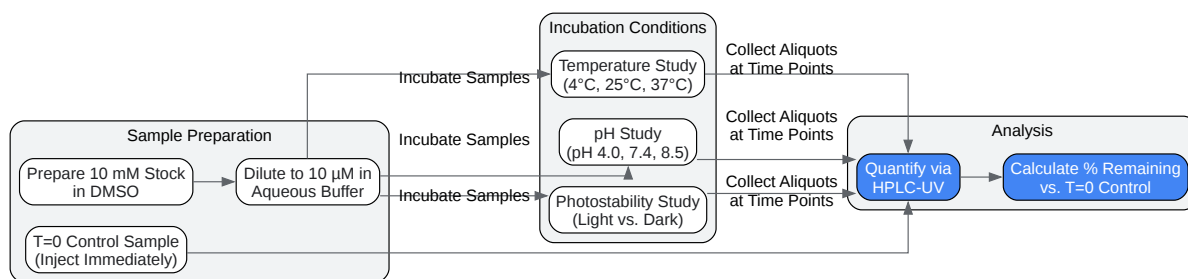 Sample Preparation
Prepare 10 mM Stock
in DMSO
Dilute to 10 µM in
Aqueous Buffer
T=0 Control Sample
(Inject Immediately)
Incubate Samples
Incubate Samples
Incubate Samples
Incubation Conditions
Temperature Study
(4°C, 25°C, 37°C)
pH Study
(pH 4.0, 7.4, 8.5)
Photostability Study
(Light vs. Dark)
Collect Aliquots
at Time Points
Collect Aliquots
at Time Points
Collect Aliquots
at Time Points
Analysis
Quantify via
HPLC-UV
Calculate % Remaining
vs. T=0 Control